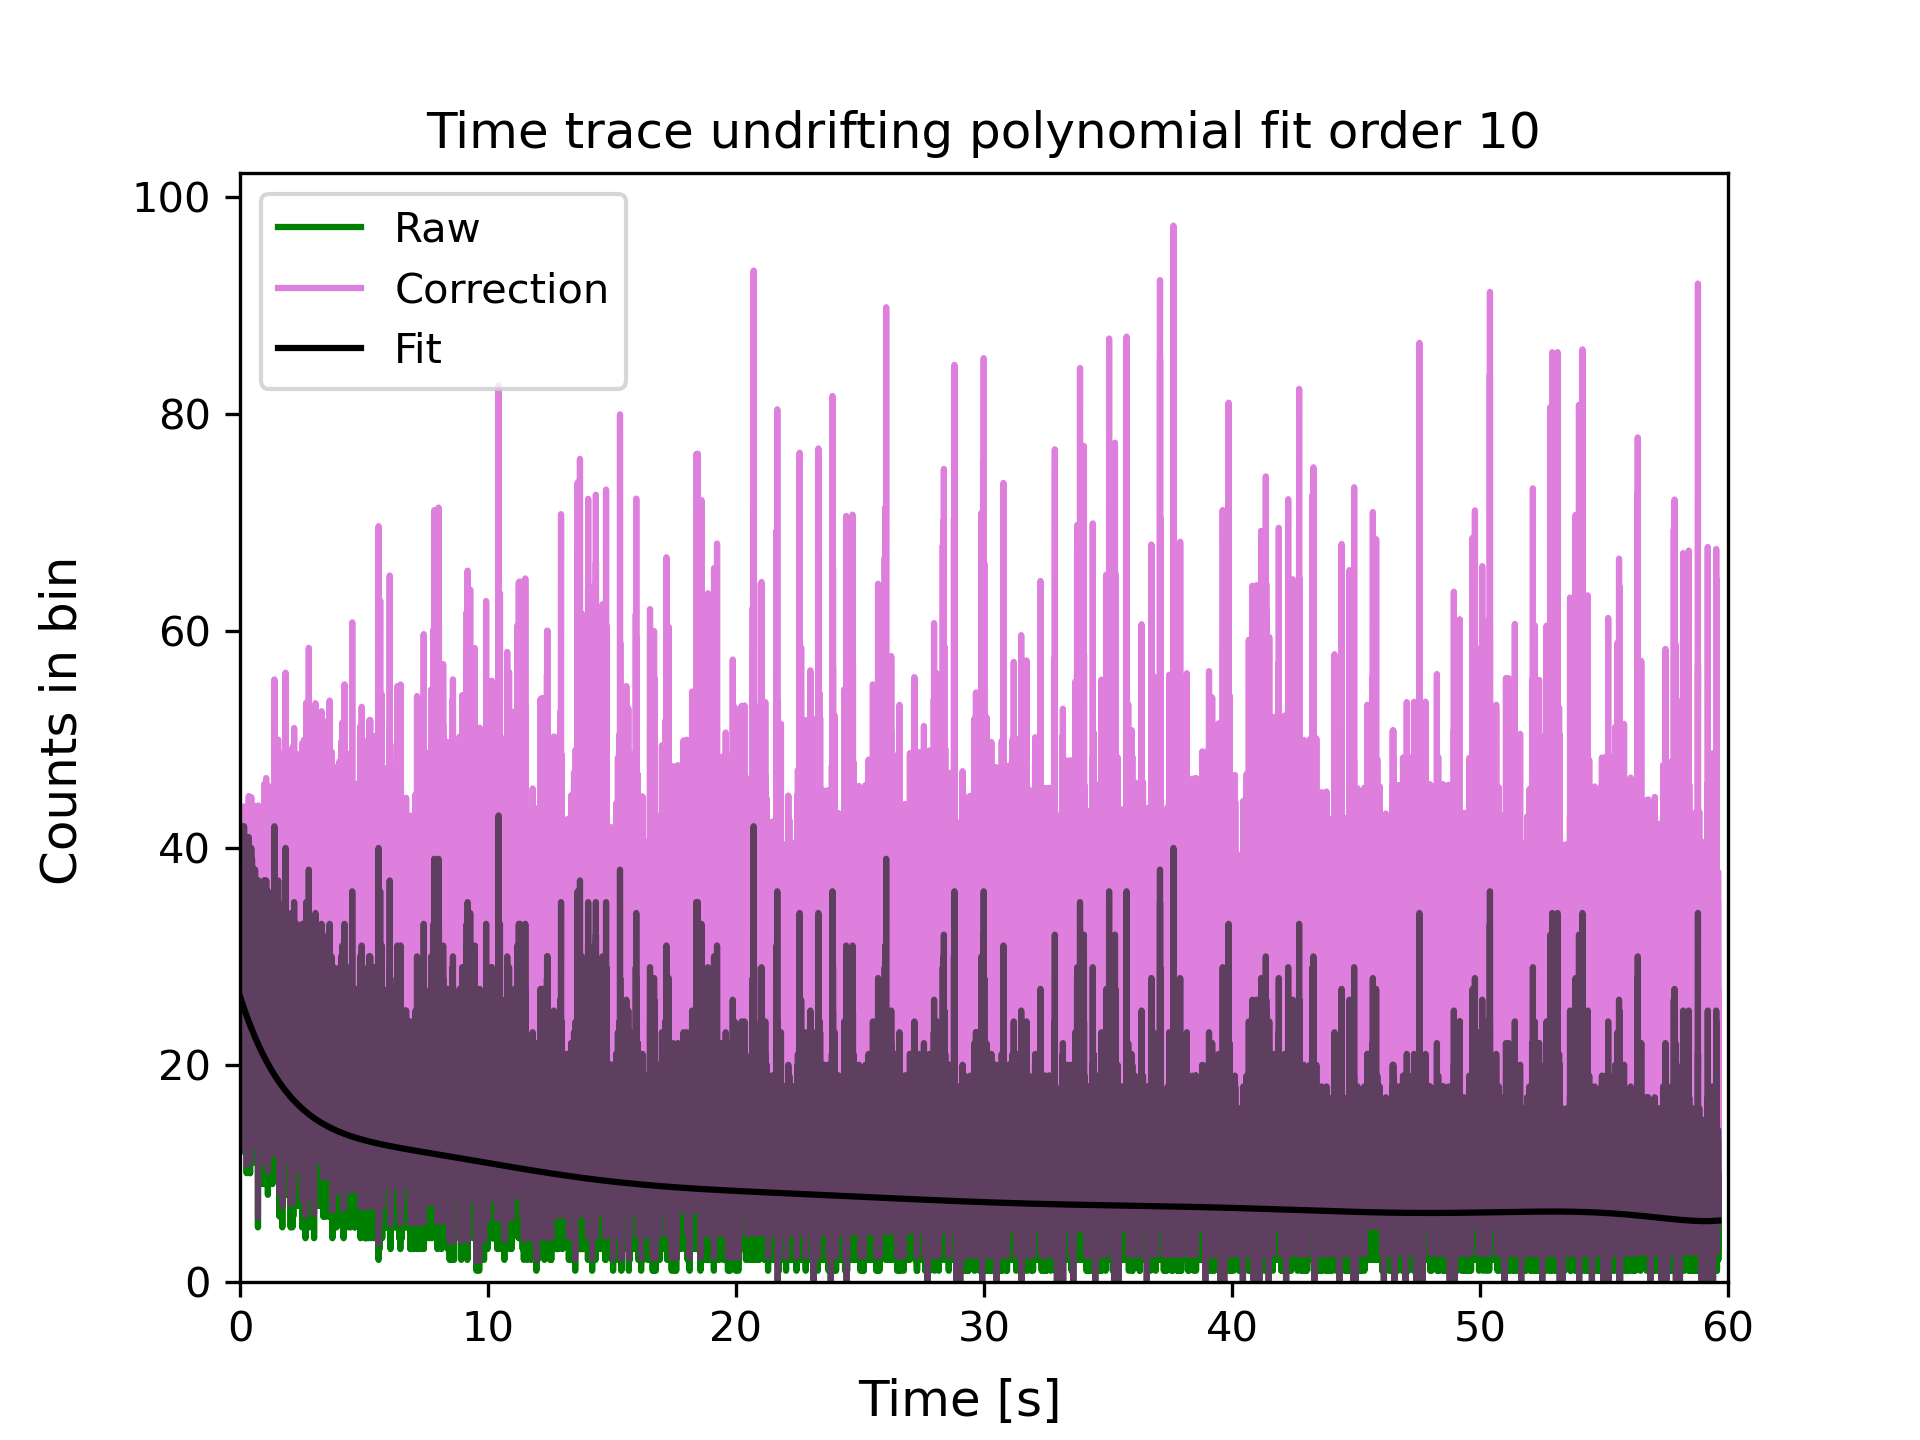 Time trace undrifting polynomial fit order 10
100
80
60
40
20
0
Counts in bin
Raw
Correction
Fit
0 10 20 30 40 50 60
Time [s]